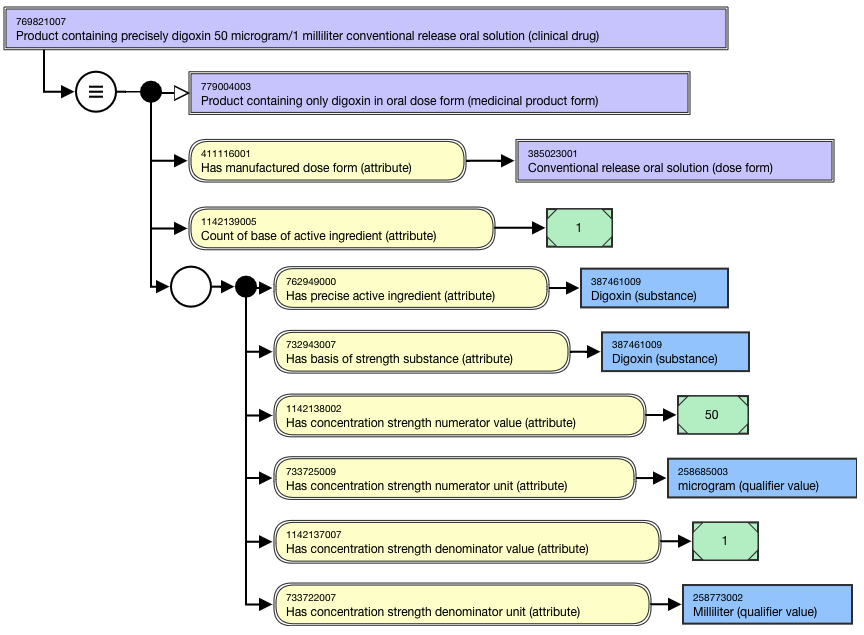 769821007
Product containing precisely digoxin 50 microgram/1 milliliter conventional release oral solution (clinical drug)
779004003
Product containing only digoxin in oral dose form (medicinal product form)
411116001
Has manufactured dose form (attribute)
385023001
Conventional release oral solution (dose form)
1142139005
Count of base of active ingredient (attribute)
1
762949000
Has precise active ingredient (attribute)
387461009
Digoxin (substance)
732943007
Has basis of strength substance (attribute)
387461009
Digoxin (substance)
1142138002
Has concentration strength numerator value (attribute)
50
733725009
Has concentration strength numerator unit (attribute)
258685003
microgram (qualifier value)
1142137007
Has concentration strength denominator value (attribute)
1
733722007
Has concentration strength denominator unit (attribute)
258773002
Milliliter (qualifier value)